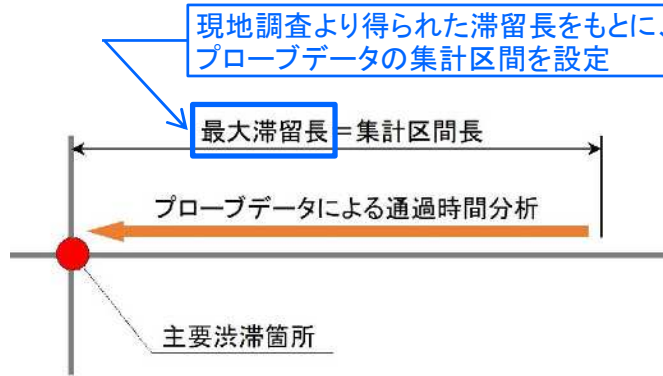 現地調査より得られた滞留長をもとに、
プローブデータの集計区間を設定
最大滞留長＝集計区間長
プローブデータによる通過時間分析
主要渋滞箇所